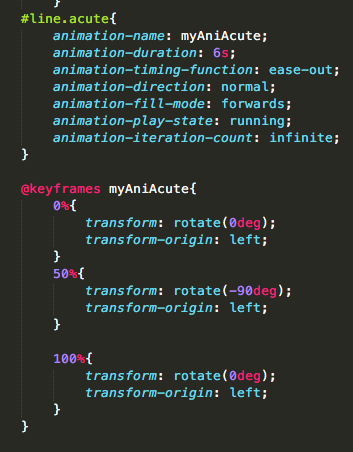 }
#line.acute{
animation-name: myAniAcute;
animation-duration: 6s;
animation-timing-function: ease-out;
animation-direction: normal;
animation-fill-mode: forwards;
animation-play-state: running;
animation-iteration-count: infinite;
}
@keyframes myAniAcute{
0%{
transform: rotate(0deg);
transform-origin: left;
}
50%{
transform: rotate(-90deg);
transform-origin: left;
}
100%{
transform: rotate(0deg);
transform-origin: left;
}
}